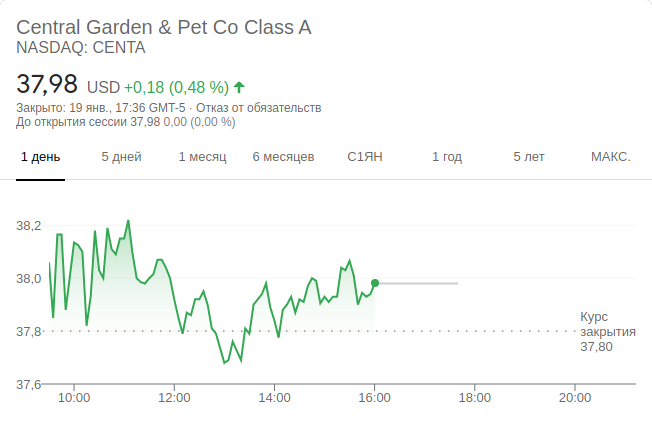 Central Garden & Pet Co Class A
NASDAQ: CENTA
37,98 USD +0,18 (0,48 %)
Закрыто: 19 янв., 17:36 GMT-5 · Отказ от обязательств
До открытия сессии 37,98 0,00 (0,00 %)
1 день 5 дней 1 месяц 6 месяцев С1ЯН 1 год 5 лет МАКС.
38,2
38,0
37,8
37,6
Курс
закрытия
37,80
10:00 12:00 14:00 16:00 18:00 20:00